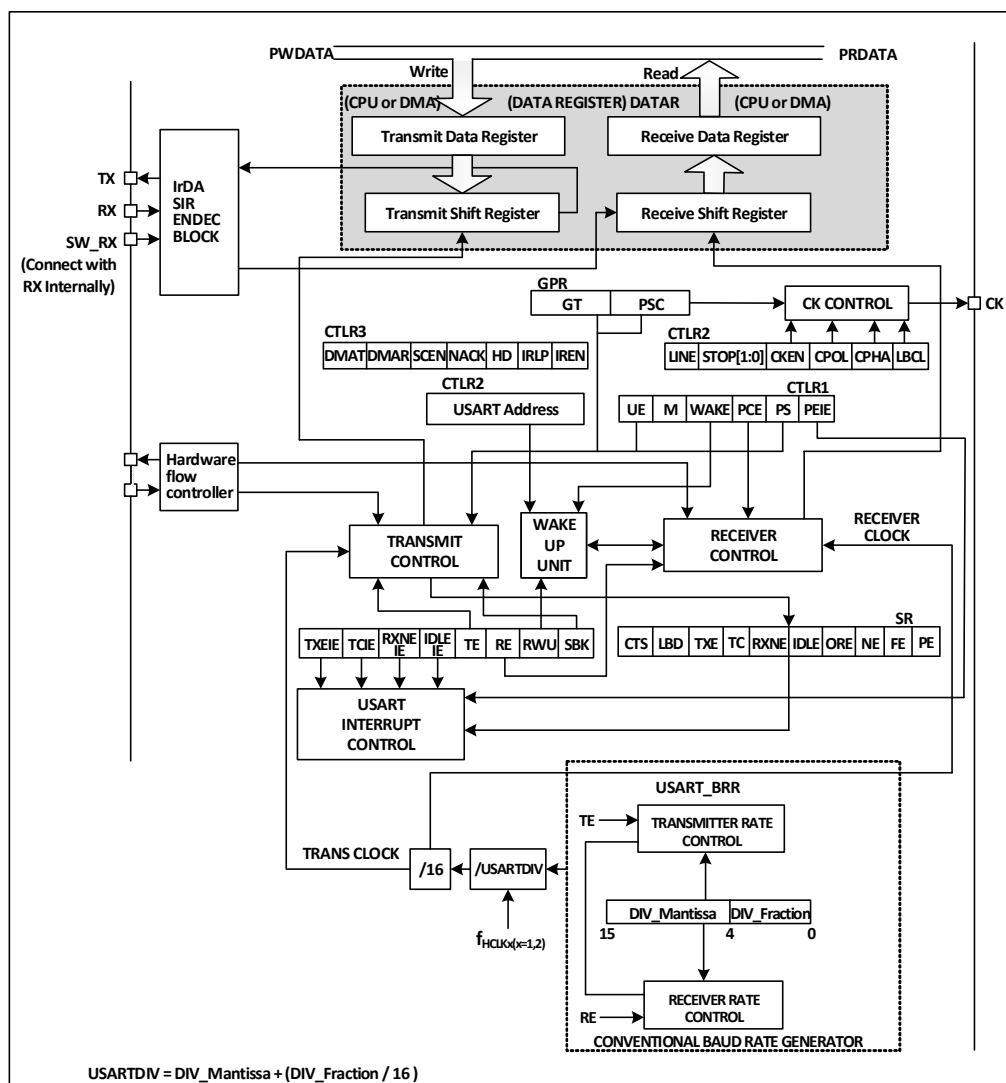 PWDATA
PRDATA
Write
Read
(CPU or DMA)
(DATA REGISTER) DATAR
(CPU or DMA)
Transmit Data Register
Receive Data Register
TX
RX
SW_RX
(Connect with
RX Internally)
IrDA
SIR
ENDEC
BLOCK
Transmit Shift Register
Receive Shift Register
GPR
GT
PSC
CK CONTROL
CK
CTLR3
DMAT DMAR SCEN NACK HD IRLP IREN
CTLR2
LINE STOP[1:0] CKEN CPOL CPHA LBCL
CTLR2
USART Address
CTLR1
UE M WAKE PCE PS PEIE
Hardware
flow
controller
TRANSMIT
CONTROL
WAKE
UP
UNIT
RECEIVER
CONTROL
RECEIVER
CLOCK
TXEIE TCIE RXNE
IE IDLE
IE TE RE RWU SBK
SR
CTS LBD TXE TC RXNE IDLE ORE NE FE PE
USART
INTERRUPT
CONTROL
USART_BRR
TE
TRANSMITTER RATE
CONTROL
TRANS CLOCK
/16
/USARTDIV
fHCLKx(x=1,2)
DIV_Mantissa DIV_Fraction
15 4 0
RE
RECEIVER RATE
CONTROL
CONVENTIONAL BAUD RATE GENERATOR
USARTDIV = DIV_Mantissa + (DIV_Fraction / 16 )